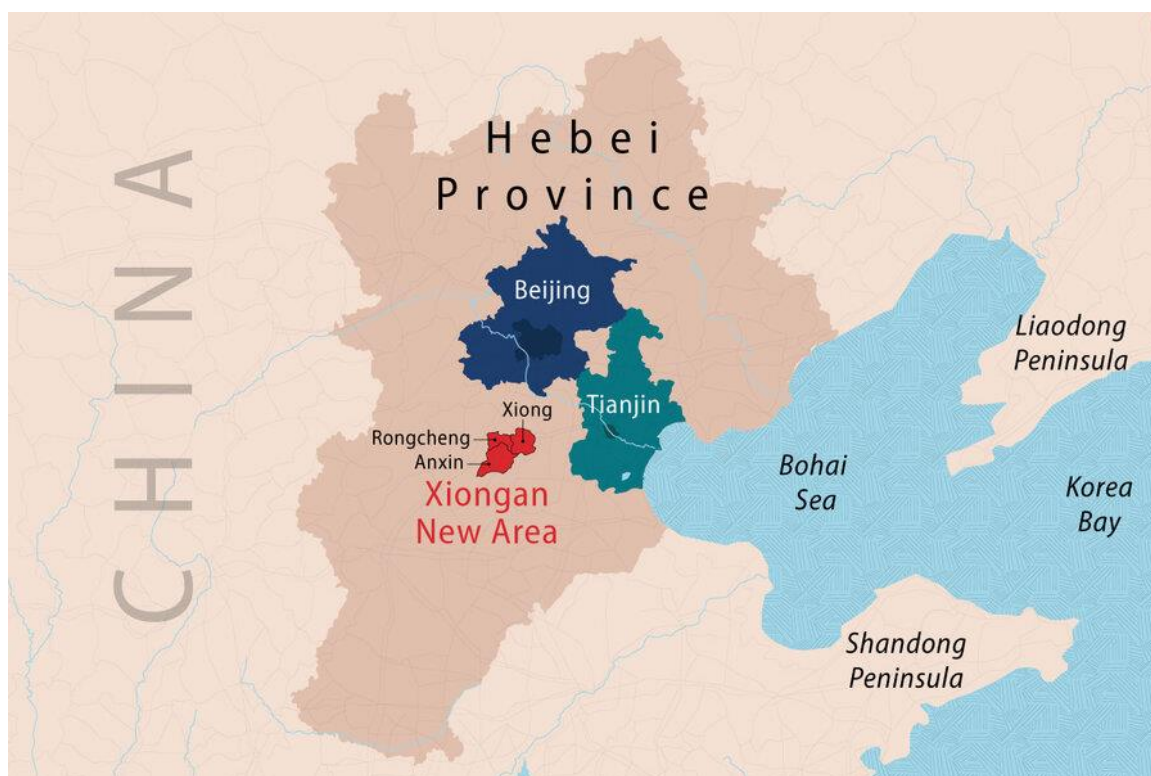 CHINA
Hebei
Province
Beijing
Tianjin
Xiong
Rongcheng
Anxin
Xiongan
New Area
Liaodong
Peninsula
Bohai
Sea
Korea
Bay
Shandong
Peninsula